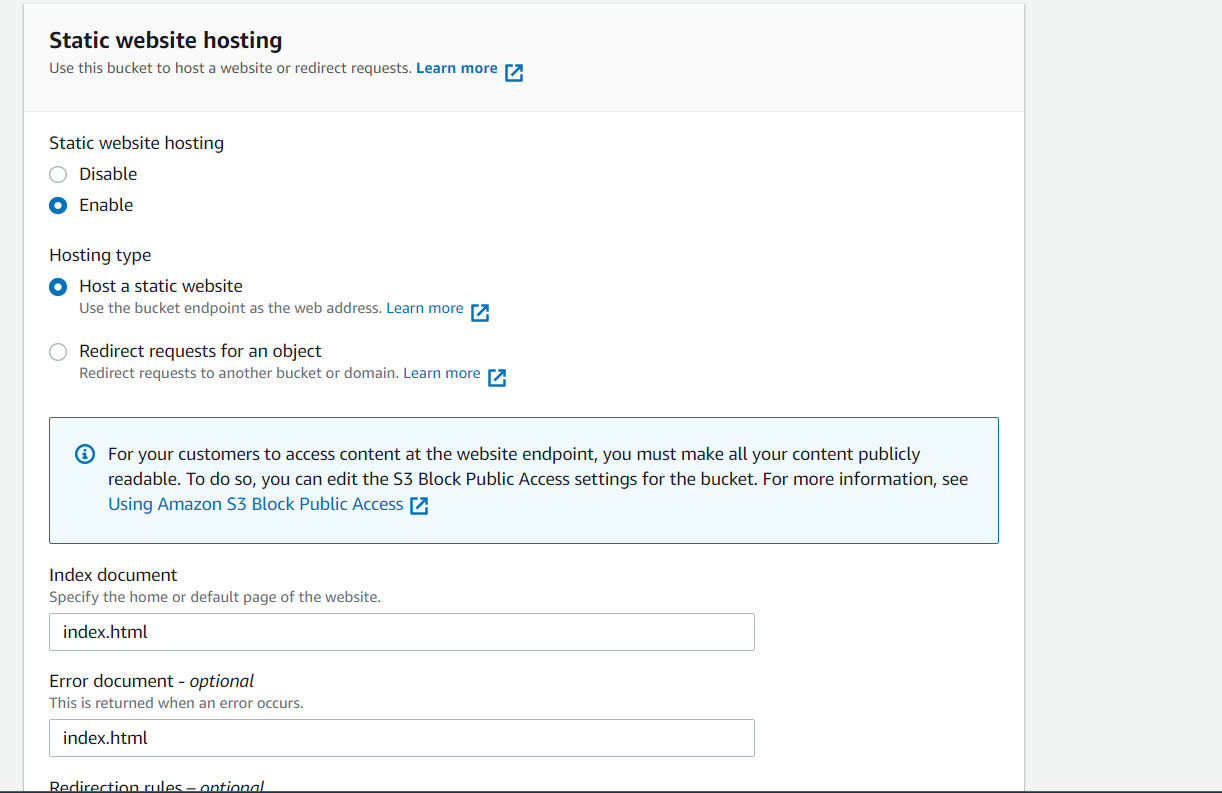 Static website hosting
Use this bucket to host a website or redirect requests. Learn more
Static website hosting
Disable
Enable
Hosting type
Host a static website
Use the bucket endpoint as the web address. Learn more
Redirect requests for an object
Redirect requests to another bucket or domain. Learn more
For your customers to access content at the website endpoint, you must make all your content publicly
readable. To do so, you can edit the S3 Block Public Access settings for the bucket. For more information, see
Using Amazon S3 Block Public Access
Index document
Specify the home or default page of the website.
index.html
Error document - optional
This is returned when an error occurs.
index.html
Redirection rules – optional